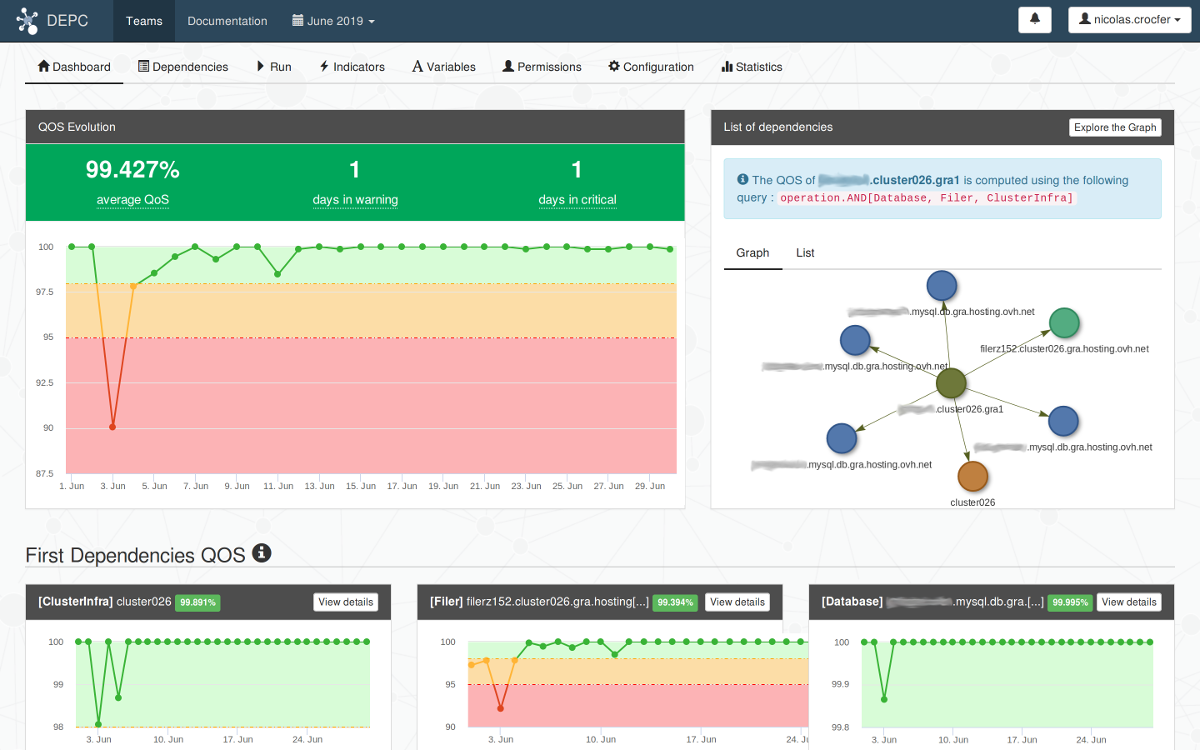 DEPC Teams Documentation June 2019 nicolas.crocfer
Dashboard Dependencies Run Indicators Variables Permissions Configuration Statistics
QOS Evolution
99.427% 1 1
average QoS days in warning days in critical
100
97.5
95
92.5
90
87.5
1. Jun 3. Jun 5. Jun 7. Jun 9. Jun 11. Jun 13. Jun 15. Jun 17. Jun 19. Jun 21. Jun 23. Jun 25. Jun 27. Jun 29. Jun
List of dependencies Explore the Graph
The QOS of .cluster026.gra1 is computed using the following
query : operation.AND[Database, Filer, ClusterInfra]
Graph List
.mysql.db.gra.hosting.ovh.net
filerz152.cluster026.gra.hosting.ovh.net
.mysql.db.gra.hosting.ovh.net
.cluster026.gra1
.mysql.db.gra.hosting.ovh.net
.mysql.db.gra.hosting.ovh.net
cluster026
First Dependencies QOS
[ClusterInfra] cluster026 99.891% View details
100
99
98
3. Jun 10. Jun 17. Jun 24. Jun
[Filer] filerz152.cluster026.gra.hosting[...] 99.394% View details
100
95
90
3. Jun 10. Jun 17. Jun 24. Ju
[Database] .mysql.db.gra.[...] 99.995% View details
100
99.9
99.8
3. Jun 10. Jun 17. Jun 24. Jun